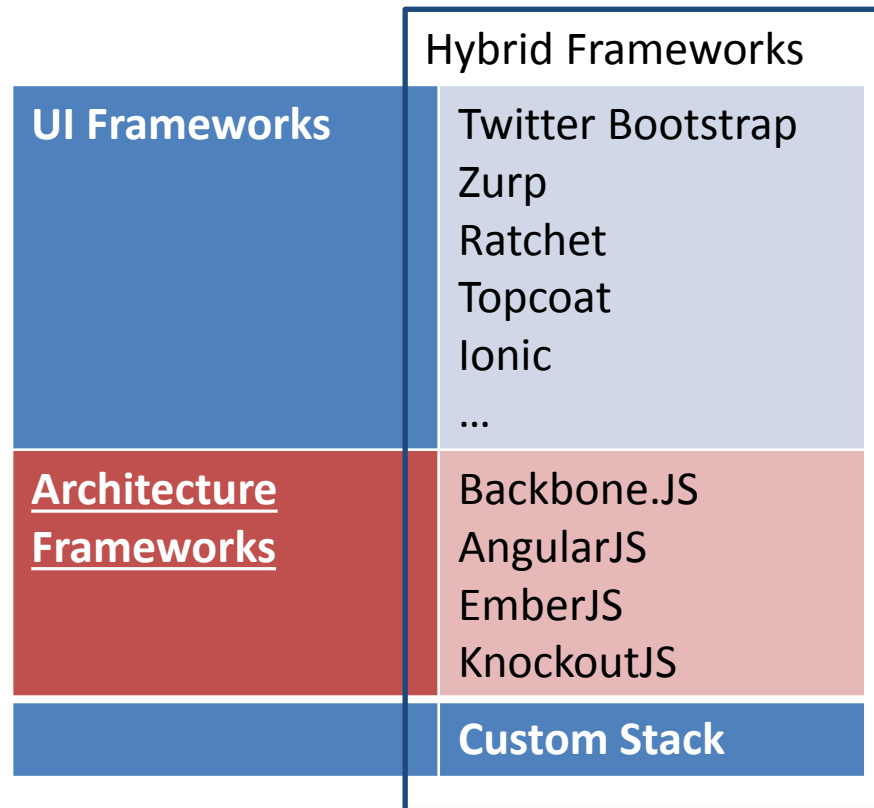 Hybrid Frameworks
UI Frameworks
Twitter Bootstrap
Zurp
Ratchet
Topcoat
Ionic
…
Architecture
Frameworks
Backbone.JS
AngularJS
EmberJS
KnockoutJS
Custom Stack